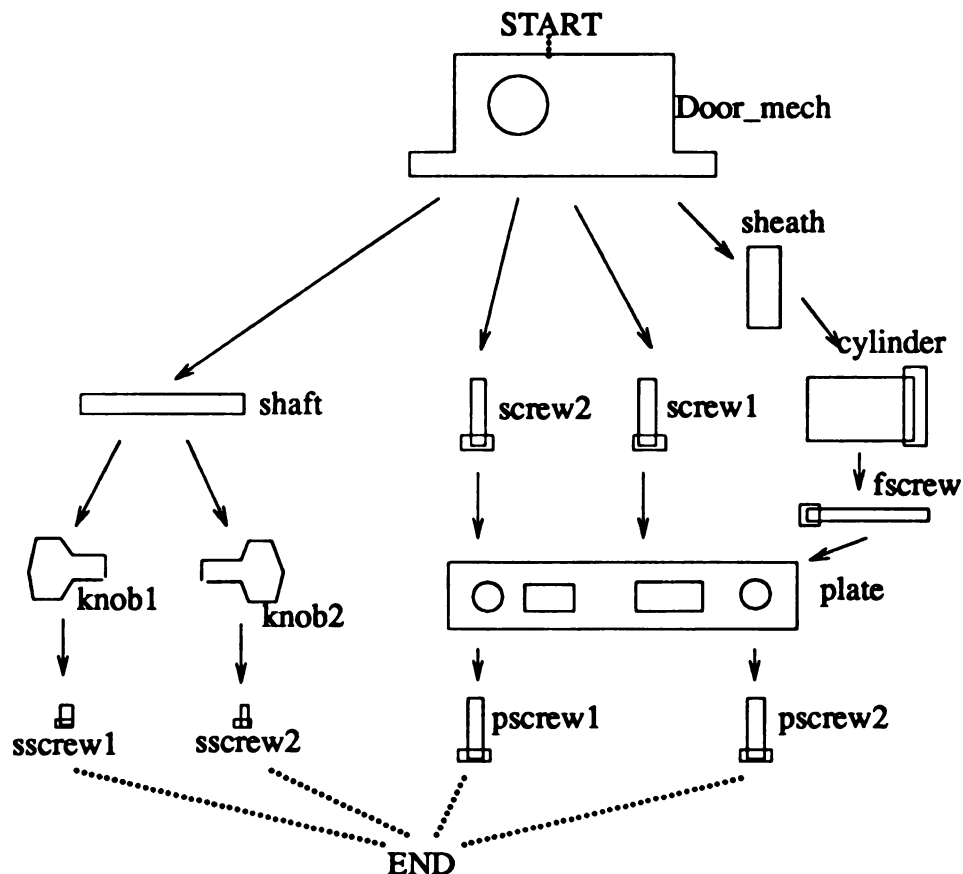 START
Door_mech
sheath
cylinder
shaft
screw2
screw1
fscrew
knob1
knob2
plate
sscrew1
sscrew2
pscrew1
pscrew2
END